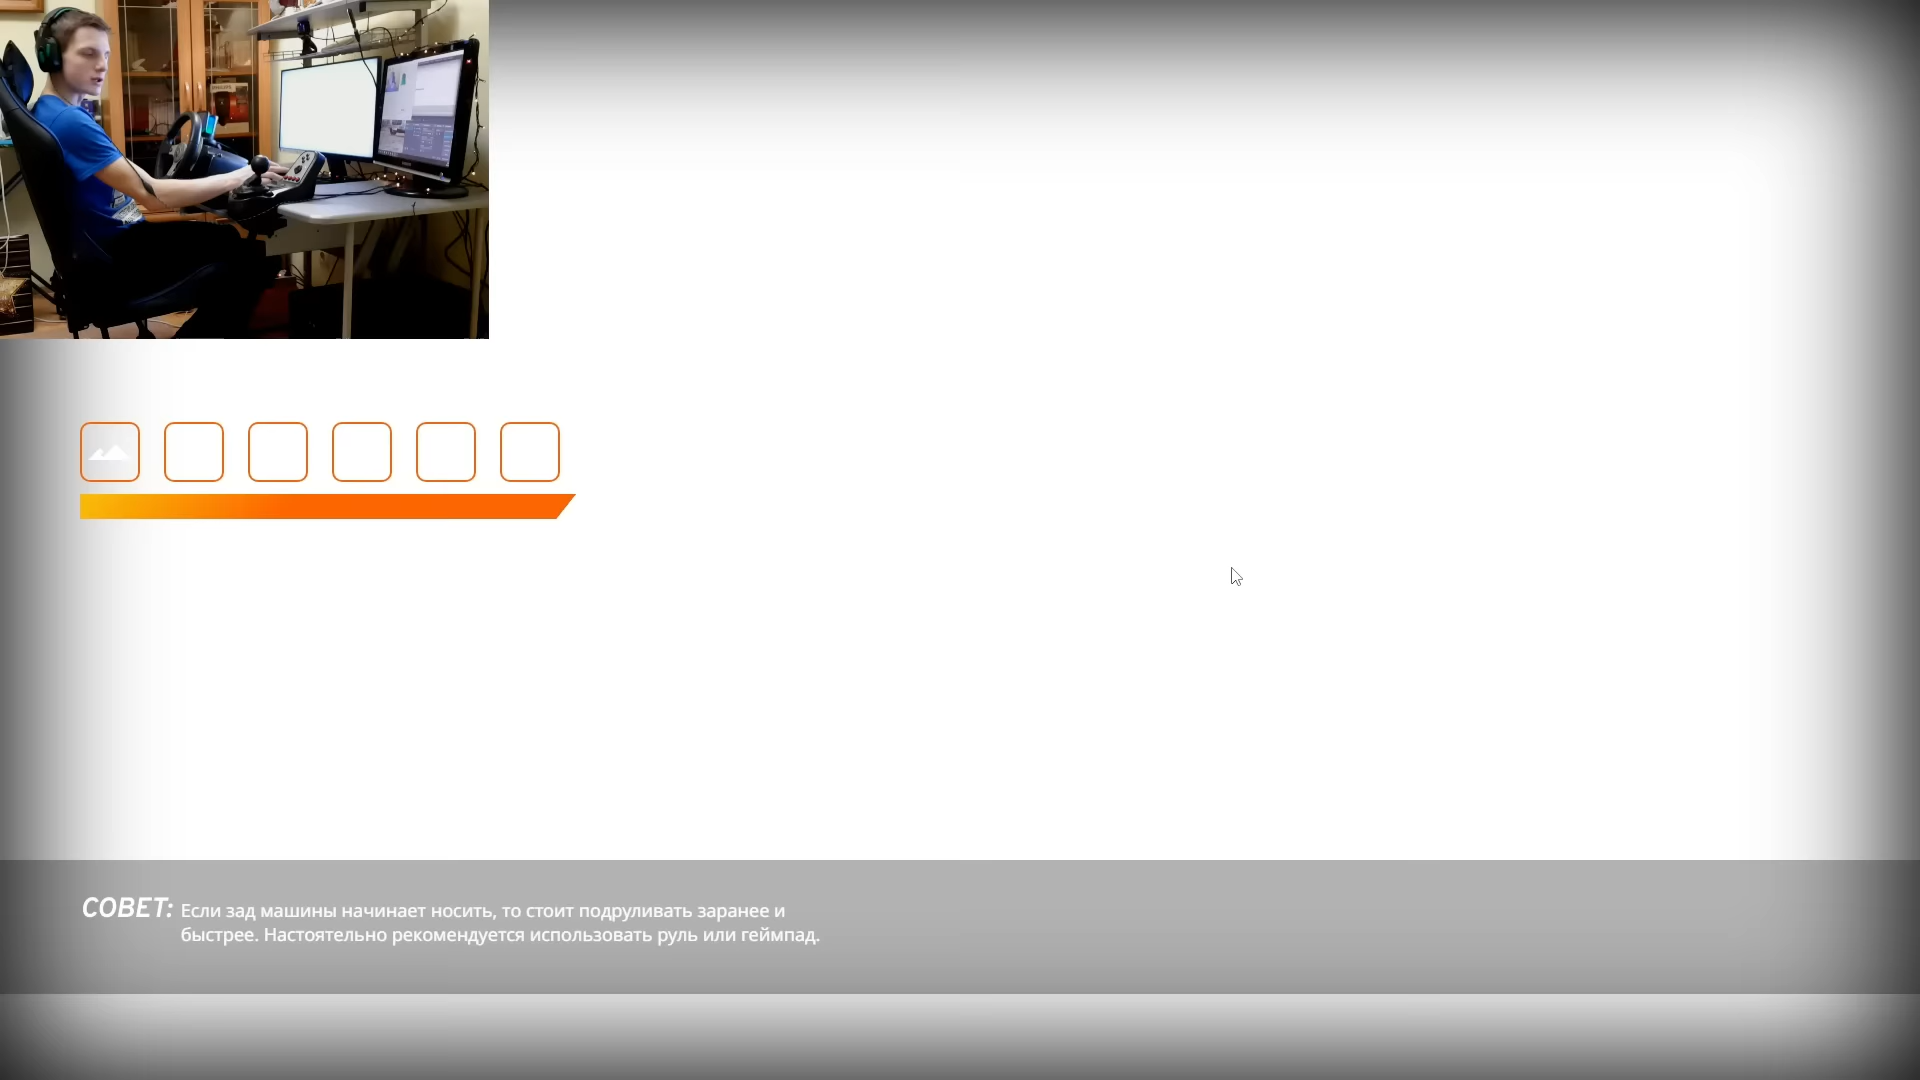 СОВЕТ: Если зад машины начинает носить, то стоит подруливать заранее и
быстрее. Настоятельно рекомендуется использовать руль или геймпад.